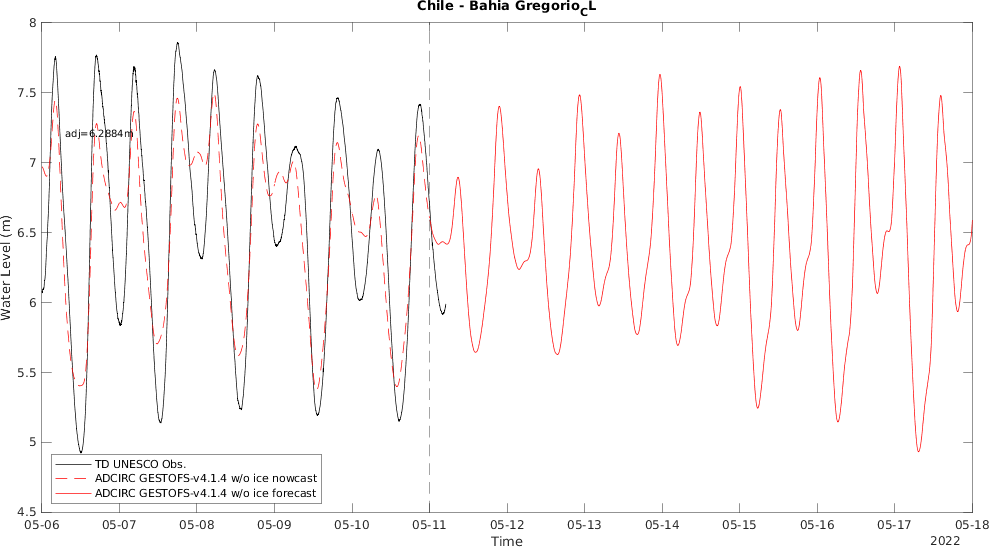 Chile - Bahia Gregorio_CL
8
7.5
7
6.5
6
5.5
5
4.5
Water Level (m)
adj=6.2884m
TD UNESCO Obs.
ADCIRC GESTOFS-v4.1.4 w/o ice nowcast
ADCIRC GESTOFS-v4.1.4 w/o ice forecast
05-06 05-07 05-08 05-09 05-10 05-11 05-12 05-13 05-14 05-15 05-16 05-17 05-18
Time
2022